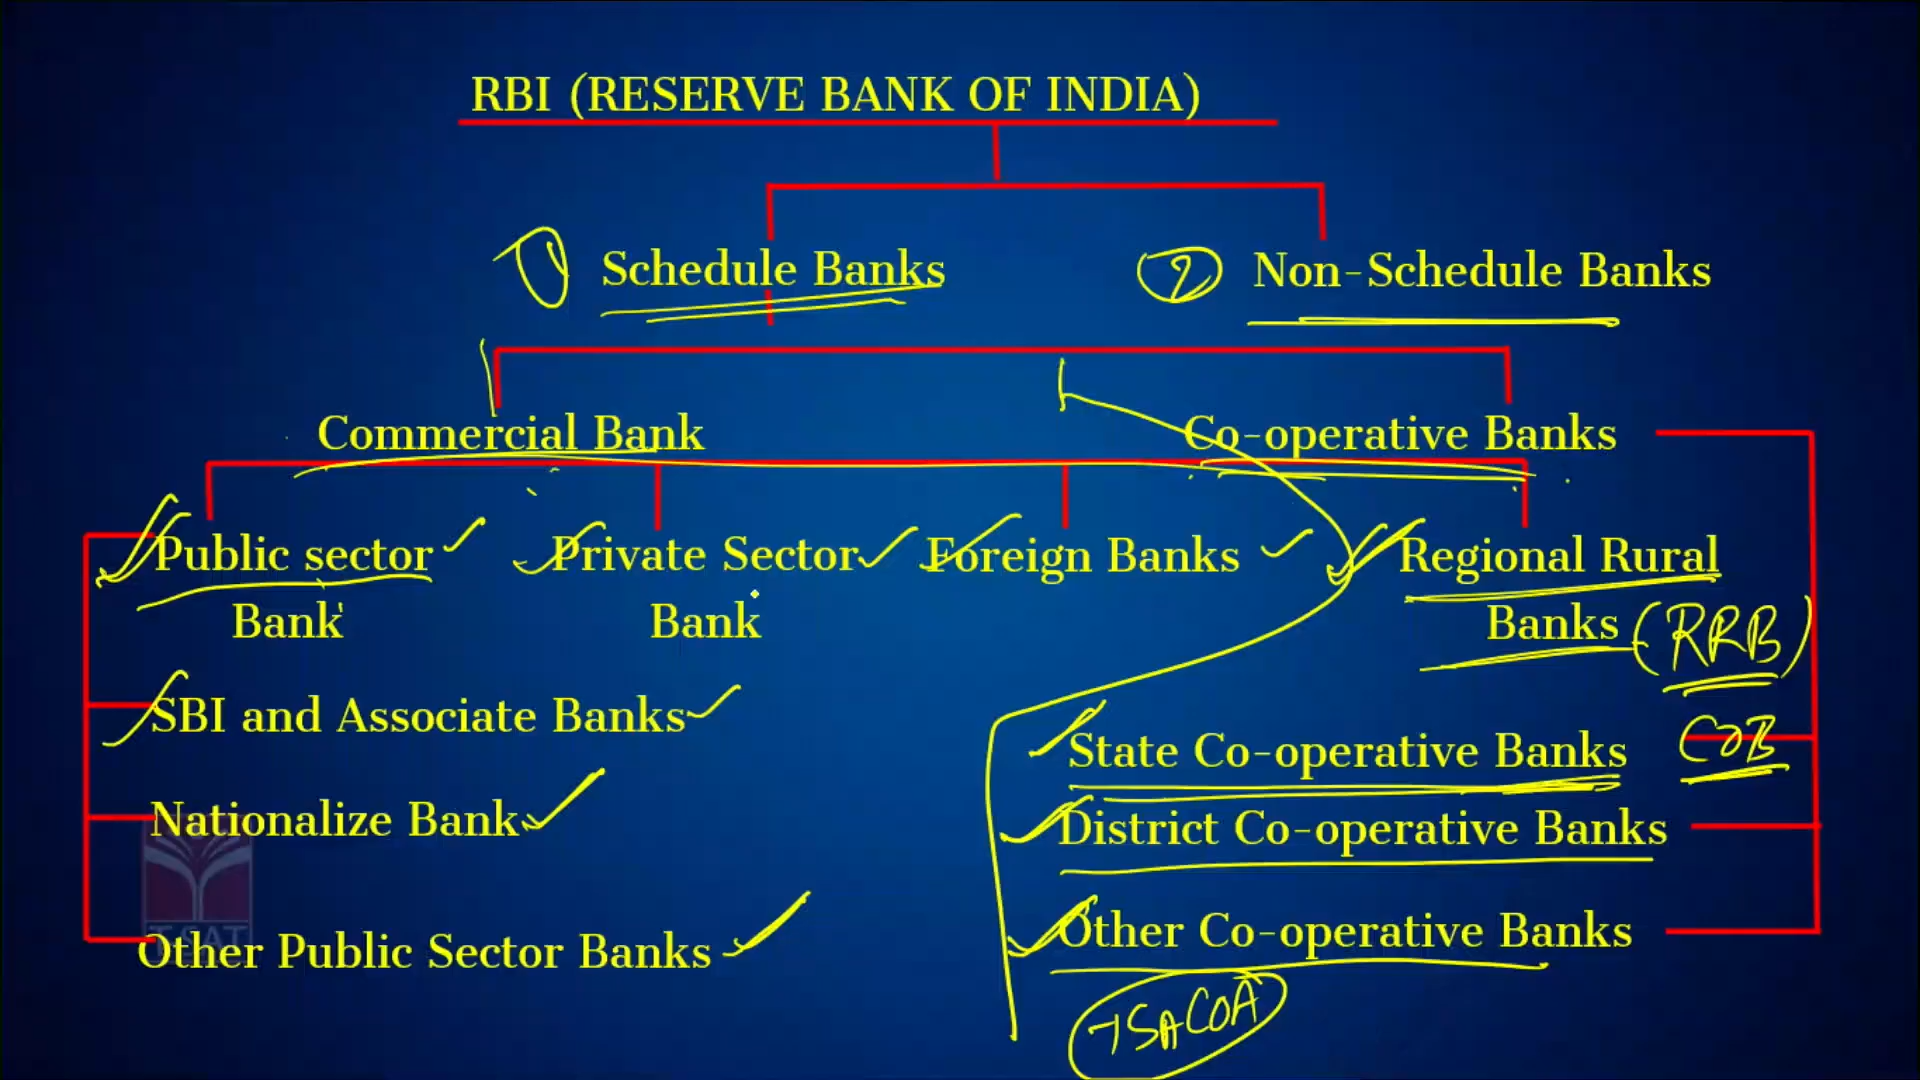 RBI (RESERVE BANK OF INDIA)
1 Schedule Banks
2 Non-Schedule Banks
Commercial Bank
Co-operative Banks
Public sector
Bank
Private Sector
Bank
Foreign Banks
Regional Rural
Banks (RRB)
SBI and Associate Banks
Nationalize Bank
Other Public Sector Banks
State Co-operative Banks COB
District Co-operative Banks
Other Co-operative Banks
TSACOA
T-SAT